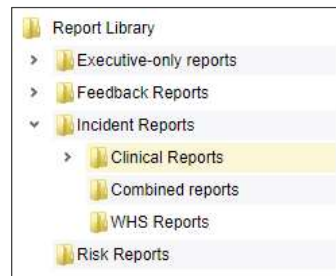 Report Library
Executive-only reports
Feedback Reports
Incident Reports
Clinical Reports
Combined reports
WHS Reports
Risk Reports